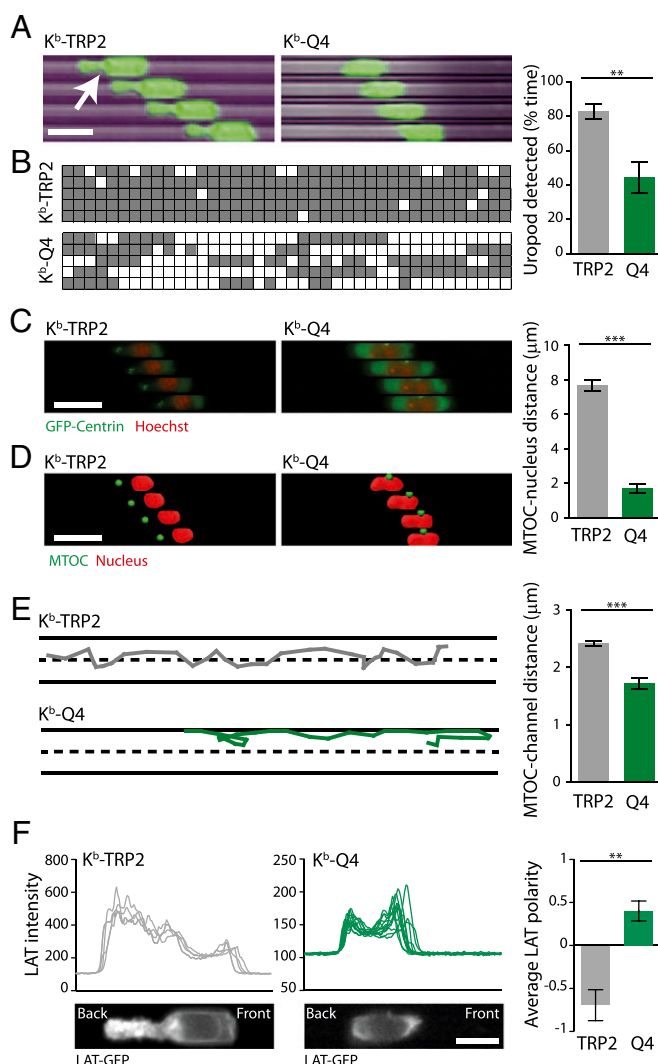 A
Kb-TRP2
Kb-Q4
**
Uropod detected (% time)
100
80
60
40
20
0
TRP2 Q4
B
Kb-TRP2
Kb-Q4
C
Kb-TRP2
Kb-Q4
GFP-Centrin Hoechst
***
MTOC-nucleus distance (μm)
10
8
6
4
2
0
TRP2 Q4
D
Kb-TRP2
Kb-Q4
MTOC Nucleus
E
Kb-TRP2
Kb-Q4
***
MTOC-channel distance (μm)
3
2
1
0
TRP2 Q4
F
Kb-TRP2
Kb-Q4
LAT intensity
800
600
400
200
0
250
200
150
100
50
Back Front
Back Front
LAT-GFP
LAT-GFP
**
Average LAT polarity
1
0.5
0
-0.5
-1
TRP2 Q4